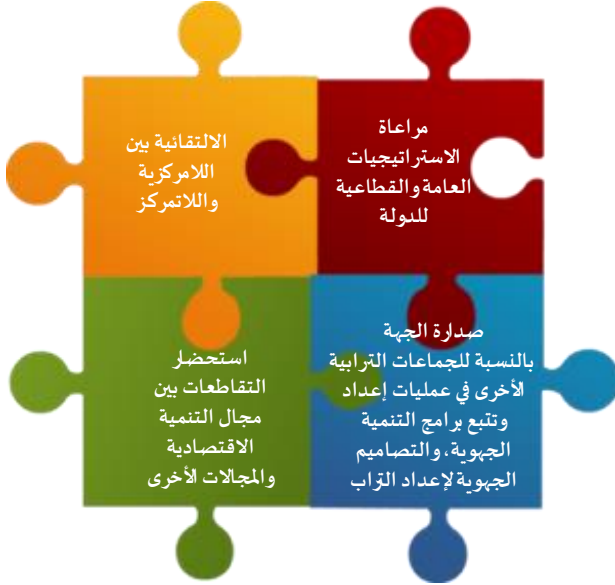 مراعاة
الاستراتيجيات
العامة والقطاعية
للدولة
الالتقائية بين
اللامركزية
واللاتمركز
صدارة الجهة
بالنسبة للجماعات الترابية
الأخرى في عمليات إعداد
وتتبع برامج التنمية
الجهوية، والتصاميم
الجهوية لإعداد التراب
استحضار
التقاطعات بين
مجال التنمية
الاقتصادية
والمجالات الأخرى